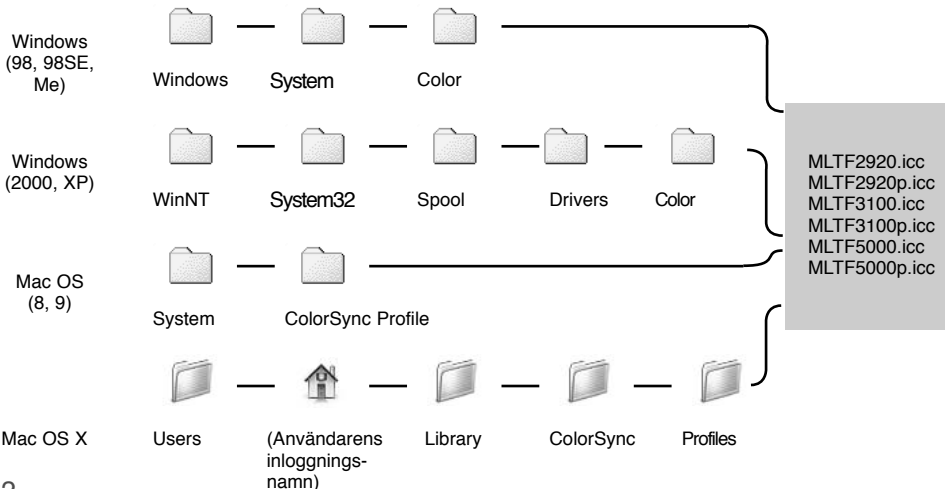 Windows
(98, 98SE,
Me)
Windows
System
Color
Windows
(2000, XP)
WinNT
System32
Spool
Drivers
Color
Mac OS
(8, 9)
System
ColorSync Profile
Mac OS X
Users
(Användarens
inloggnings-
namn)
Library
ColorSync
Profiles
MLTF2920.icc
MLTF2920p.icc
MLTF3100.icc
MLTF3100p.icc
MLTF5000.icc
MLTF5000p.icc